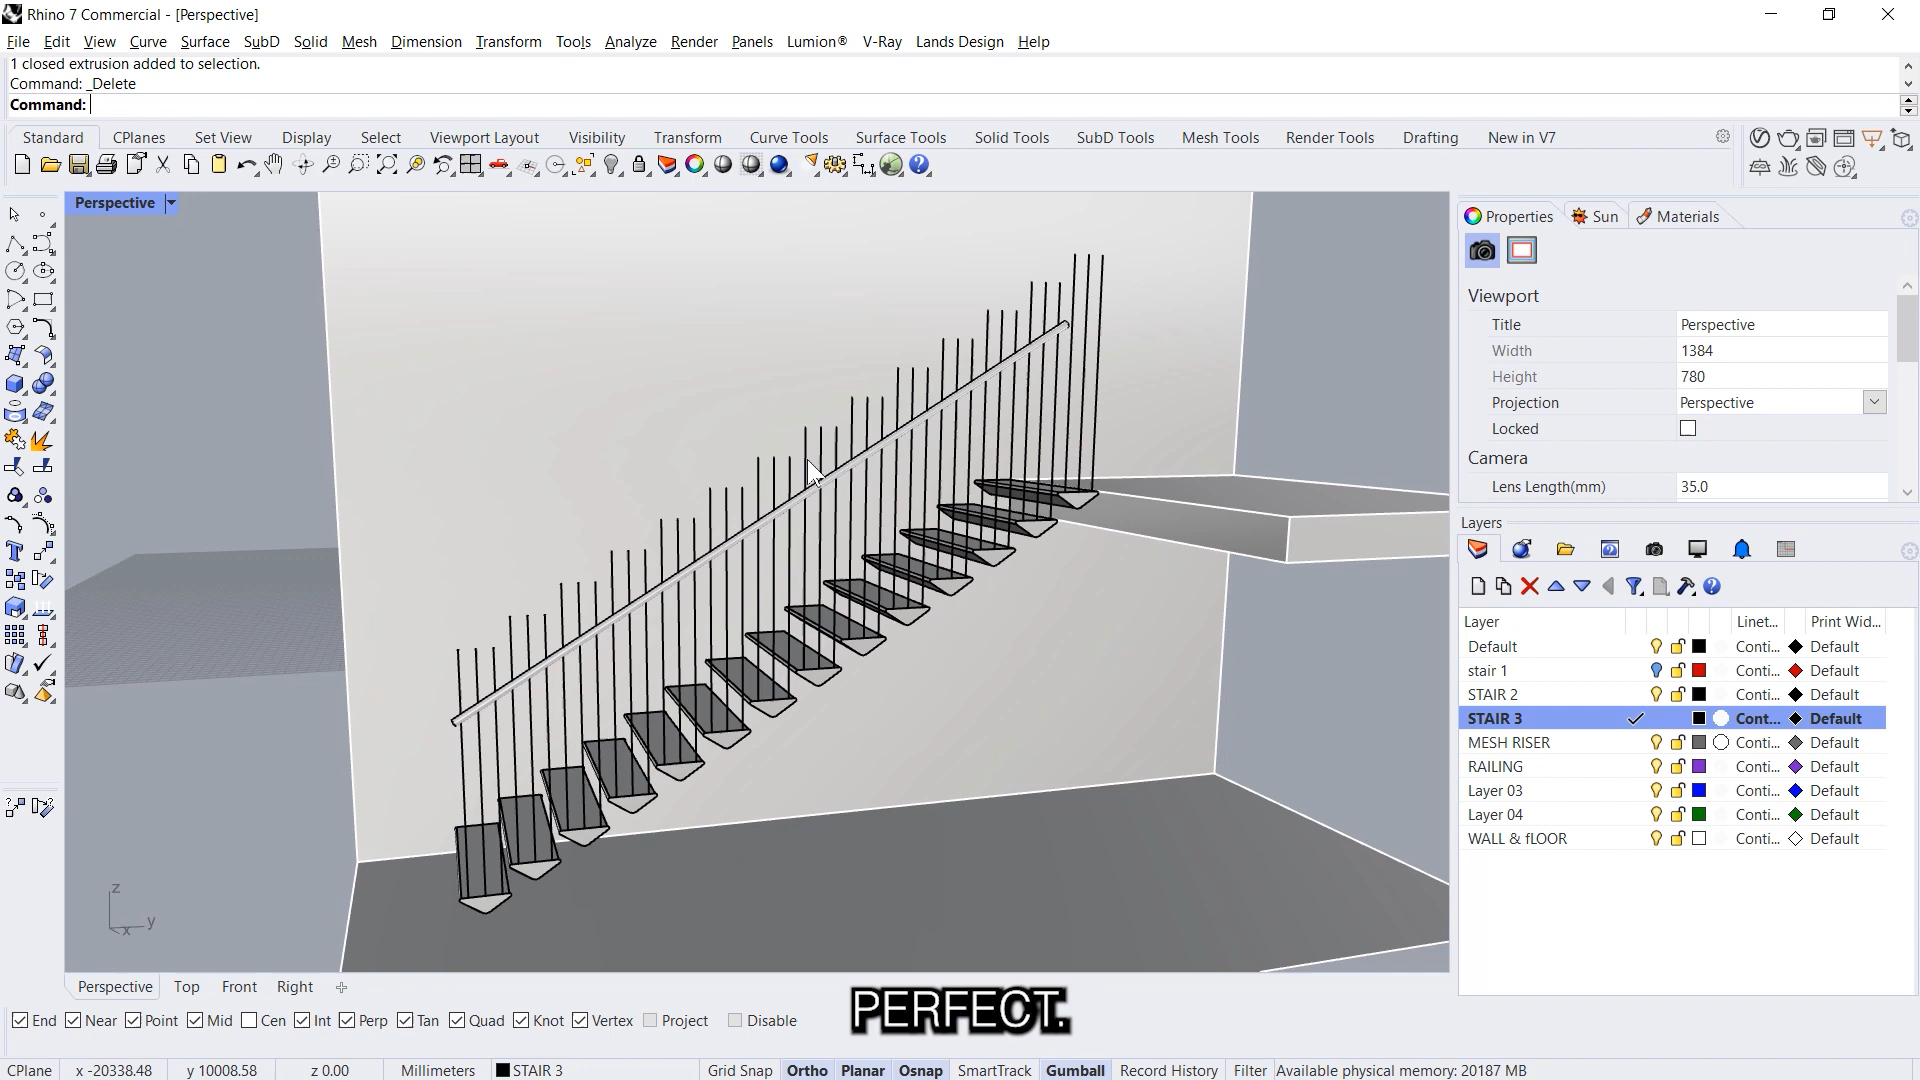 Rhino 7 Commercial - [Perspective]
File Edit View Curve Surface SubD Solid Mesh Dimension Transform Tools Analyze Render Panels Lumion® V-Ray Lands Design Help
1 closed extrusion added to selection.
Command: _Delete
Command:
Standard CPlanes Set View Display Select Viewport Layout Visibility Transform Curve Tools Surface Tools Solid Tools SubD Tools Mesh Tools Render Tools Drafting New in V7
Perspective
Properties Sun Materials
Viewport
Title Perspective
Width 1384
Height 780
Projection Perspective
Locked
Camera
Lens Length(mm) 35.0
Layers
Layer Linet... Print Wid...
Default Conti... Default
stair 1 Conti... Default
STAIR 2 Conti... Default
STAIR 3 Cont... Default
MESH RISER Conti... Default
RAILING Conti... Default
Layer 03 Conti... Default
Layer 04 Conti... Default
WALL & fLOOR Conti... Default
z
y
x
Perspective Top Front Right
PERFECT.
End Near Point Mid Cen Int Perp Tan Quad Knot Vertex Project Disable
CPlane x -20338.48 y 10008.58 z 0.00 Millimeters STAIR 3 Grid Snap Ortho Planar Osnap SmartTrack Gumball Record History Filter Available physical memory: 20187 MB